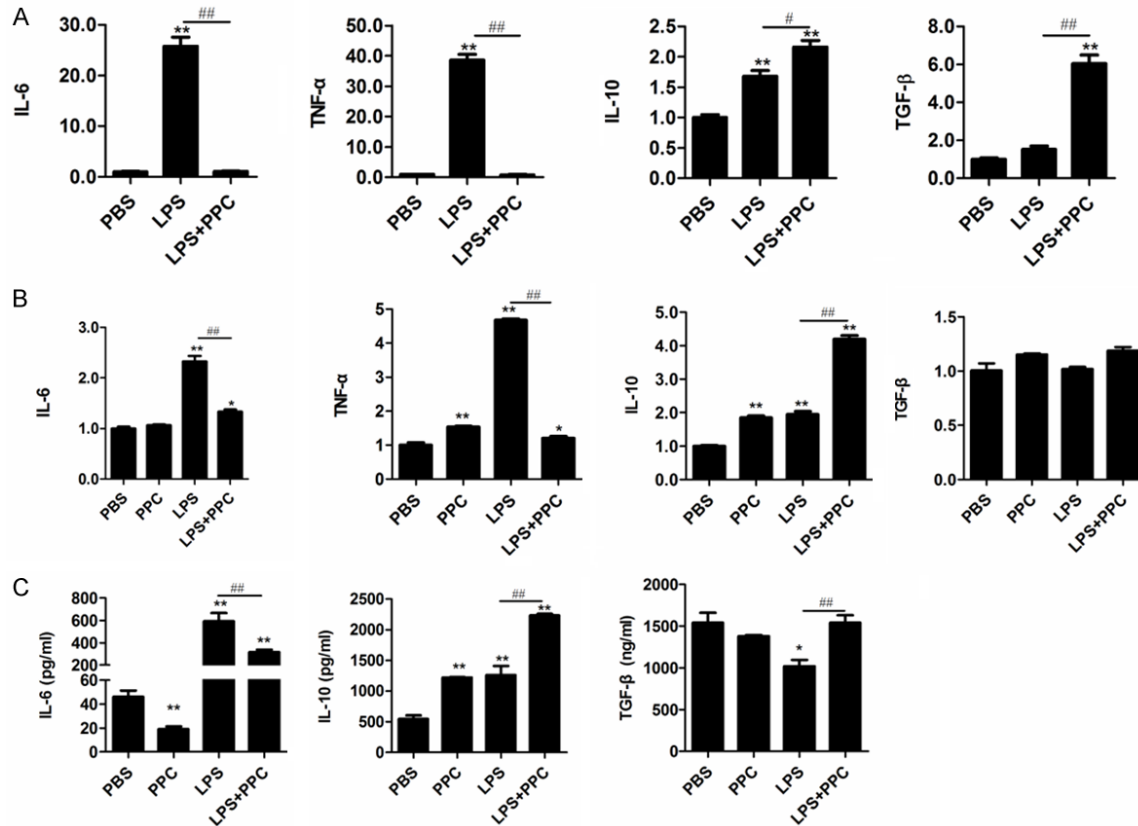 A
IL-6
30.0
20.0
10.0
0.0
**
##
PBS
LPS
LPS+PPC
TNF-α
50.0
40.0
30.0
20.0
10.0
0.0
**
##
PBS
LPS
LPS+PPC
IL-10
2.5
2.0
1.5
1.0
0.5
0.0
**
#
**
PBS
LPS
LPS+PPC
TGF-β
8.0
6.0
4.0
2.0
0.0
##
**
PBS
LPS
LPS+PPC
B
IL-6
3.0
2.0
1.0
0.0
**
##
*
PBS
PPC
LPS
LPS+PPC
TNF-α
5
4
3
2
1
0
**
**
##
*
PBS
PPC
LPS
LPS+PPC
IL-10
5.0
4.0
3.0
2.0
1.0
0.0
**
**
##
**
PBS
PPC
LPS
LPS+PPC
TGF-β
1.5
1.0
0.5
0.0
PBS
PPC
LPS
LPS+PPC
C
IL-6 (pg/ml)
800
600
400
200
60
40
20
0
**
**
##
**
PBS
PPC
LPS
LPS+PPC
IL-10 (pg/ml)
2500
2000
1500
1000
500
0
**
**
##
**
PBS
PPC
LPS
LPS+PPC
TGF-β (ng/ml)
2000
1500
1000
500
0
*
##
PBS
PPC
LPS
LPS+PPC